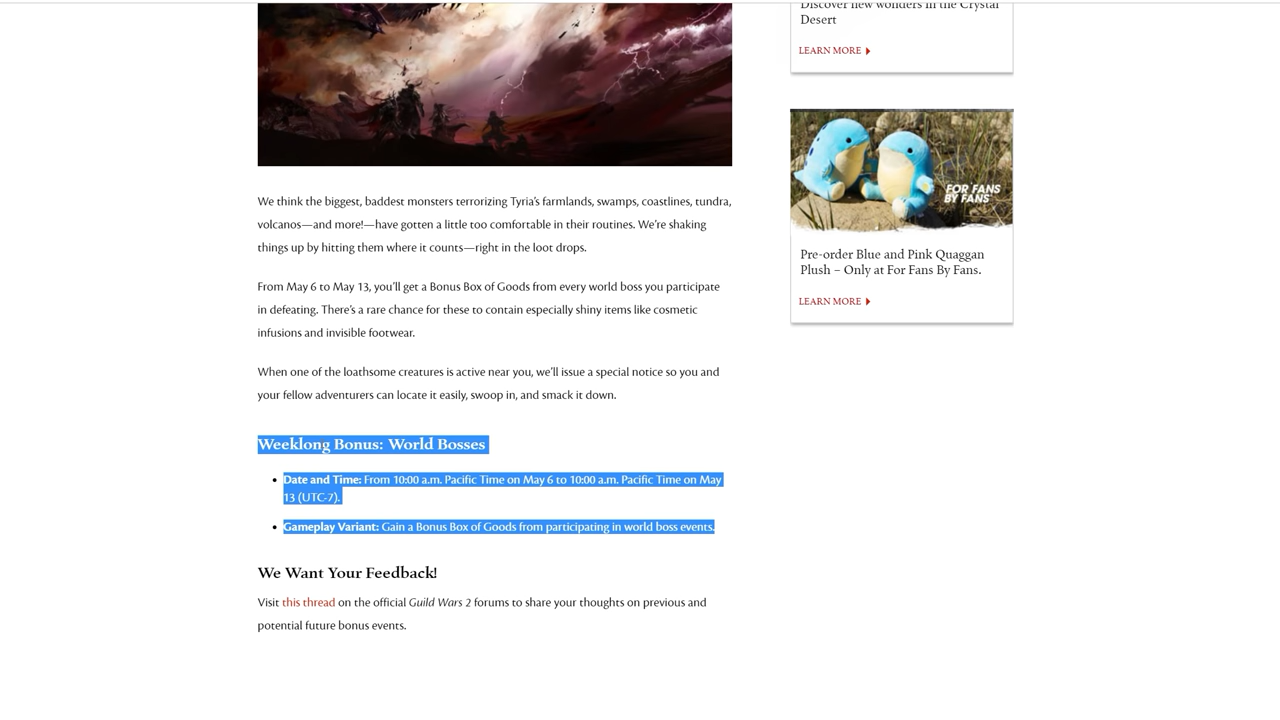 We think the biggest, baddest monsters terrorizing Tyria's farmlands, swamps, coastlines, tundra,
volcanos—and more!—have gotten a little too comfortable in their routines. We're shaking
things up by hitting them where it counts—right in the loot drops.
From May 6 to May 13, you'll get a Bonus Box of Goods from every world boss you participate
in defeating. There's a rare chance for these to contain especially shiny items like cosmetic
infusions and invisible footwear.
When one of the loathsome creatures is active near you, we'll issue a special notice so you and
your fellow adventurers can locate it easily, swoop in, and smack it down.
Weeklong Bonus: World Bosses
• Date and Time: From 10:00 a.m. Pacific Time on May 6 to 10:00 a.m. Pacific Time on May
13 (UTC-7).
• Gameplay Variant: Gain a Bonus Box of Goods from participating in world boss events.
We Want Your Feedback!
Visit this thread on the official Guild Wars 2 forums to share your thoughts on previous and
potential future bonus events.
Discover new wonders in the Crystal
Desert
LEARN MORE
FOR FANS
BY FANS
Pre-order Blue and Pink Quaggan
Plush – Only at For Fans By Fans.
LEARN MORE